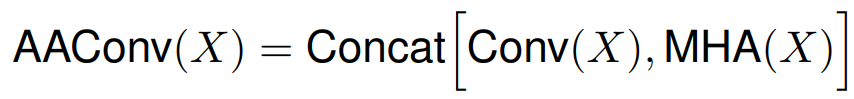 AAConv(X) = Concat[Conv(X), MHA(X)]